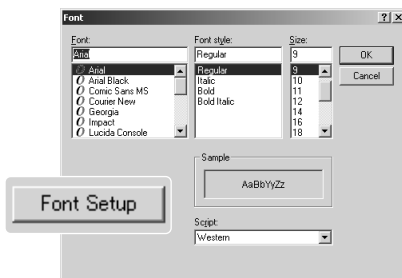 Font
Font: Font style: Size:
Arial Regular 9 OK
Arial Regular 9 Cancel
Arial Black Italic 10
Comic Sans MS Bold 11
Courier New Bold Italic 12
Georgia 14
Impact 16
Lucida Console 18
Sample
AaBbYyZz
Font Setup
Script:
Western